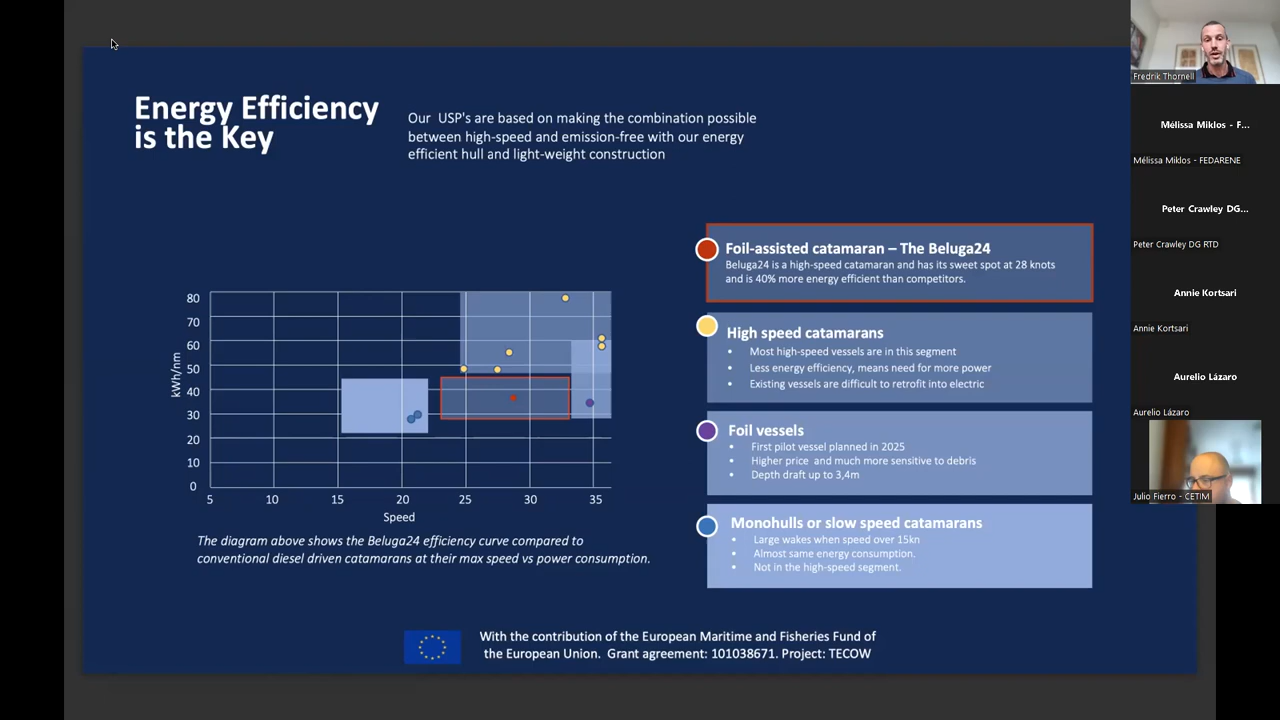 Energy Efficiency
is the Key
Our USP's are based on making the combination possible
between high-speed and emission-free with our energy
efficient hull and light-weight construction
Foil-assisted catamaran – The Beluga24
Beluga24 is a high-speed catamaran and has its sweet spot at 28 knots
and is 40% more energy efficient than competitors.
High speed catamarans
• Most high-speed vessels are in this segment
• Less energy efficiency, means need for more power
• Existing vessels are difficult to retrofit into electric
Foil vessels
• First pilot vessel planned in 2025
• Higher price and much more sensitive to debris
• Depth draft up to 3,4m
Monohulls or slow speed catamarans
• Large wakes when speed over 15kn
• Almost same energy consumption.
• Not in the high-speed segment.
kWh/nm
80
70
60
50
40
30
20
10
0
5 10 15 20 25 30 35
Speed
The diagram above shows the Beluga24 efficiency curve compared to
conventional diesel driven catamarans at their max speed vs power consumption.
With the contribution of the European Maritime and Fisheries Fund of
the European Union. Grant agreement: 101038671. Project: TECOW
Fredrik Thornell
Mélissa Miklos - F...
Mélissa Miklos - FEDARENE
Peter Crawley DG...
Peter Crawley DG RTD
Annie Kortsari
Annie Kortsari
Aurelio Lázaro
Aurelio Lázaro
Julio Fierro - CETIM